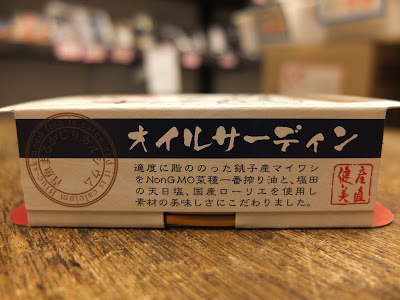 オイルサーディン
適度に脂ののった銚子産マイワシ
をNonGMO菜種一番搾り油と、塩田
の天日塩、国産ローリエを使用し
素材の美味しさにこだわりました。
産直
健美